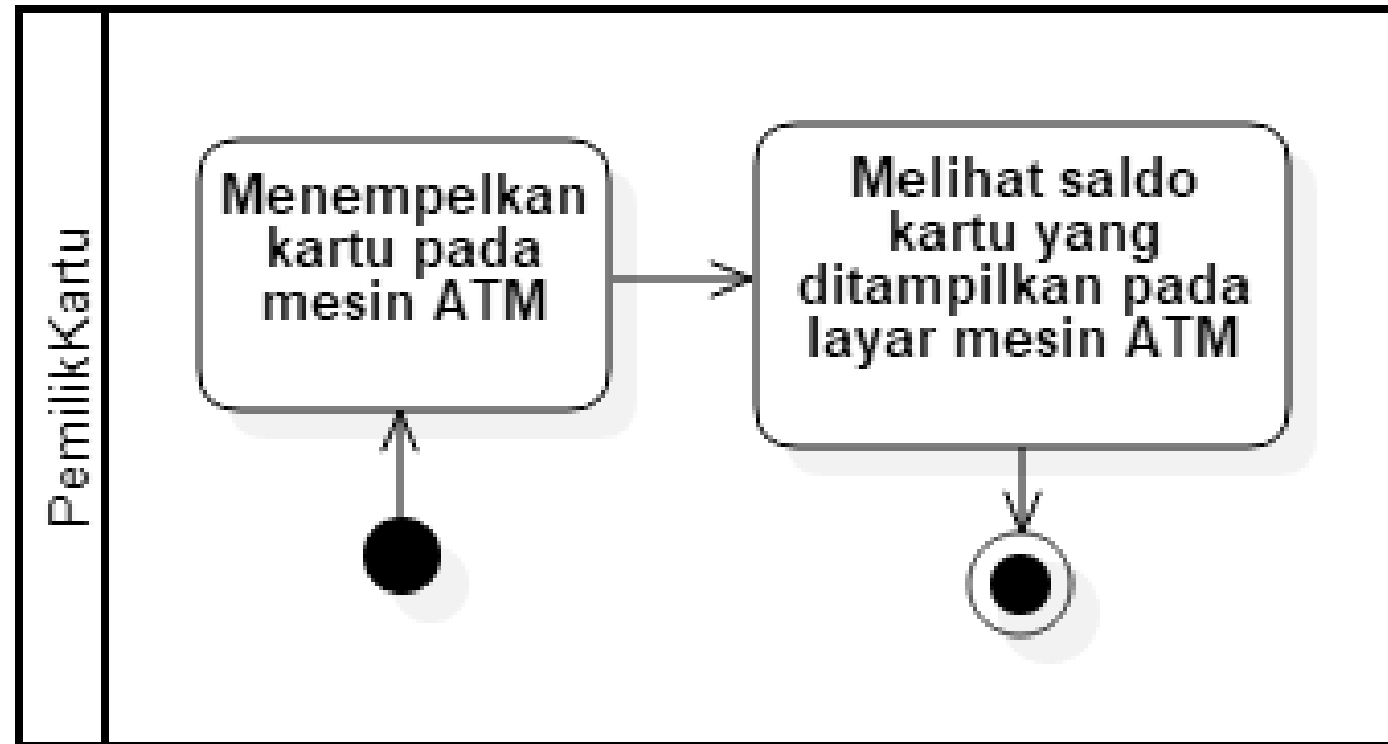 PemilikKartu
Menempelkan
kartu pada
mesin ATM
Melihat saldo
kartu yang
ditampilkan pada
layar mesin ATM